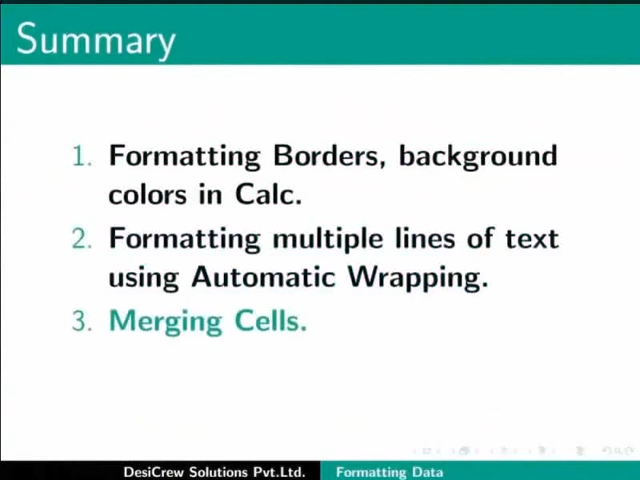 Summary
1. Formatting Borders, background
colors in Calc.
2. Formatting multiple lines of text
using Automatic Wrapping.
3. Merging Cells.
DesiCrew Solutions Pvt.Ltd. Formatting Data